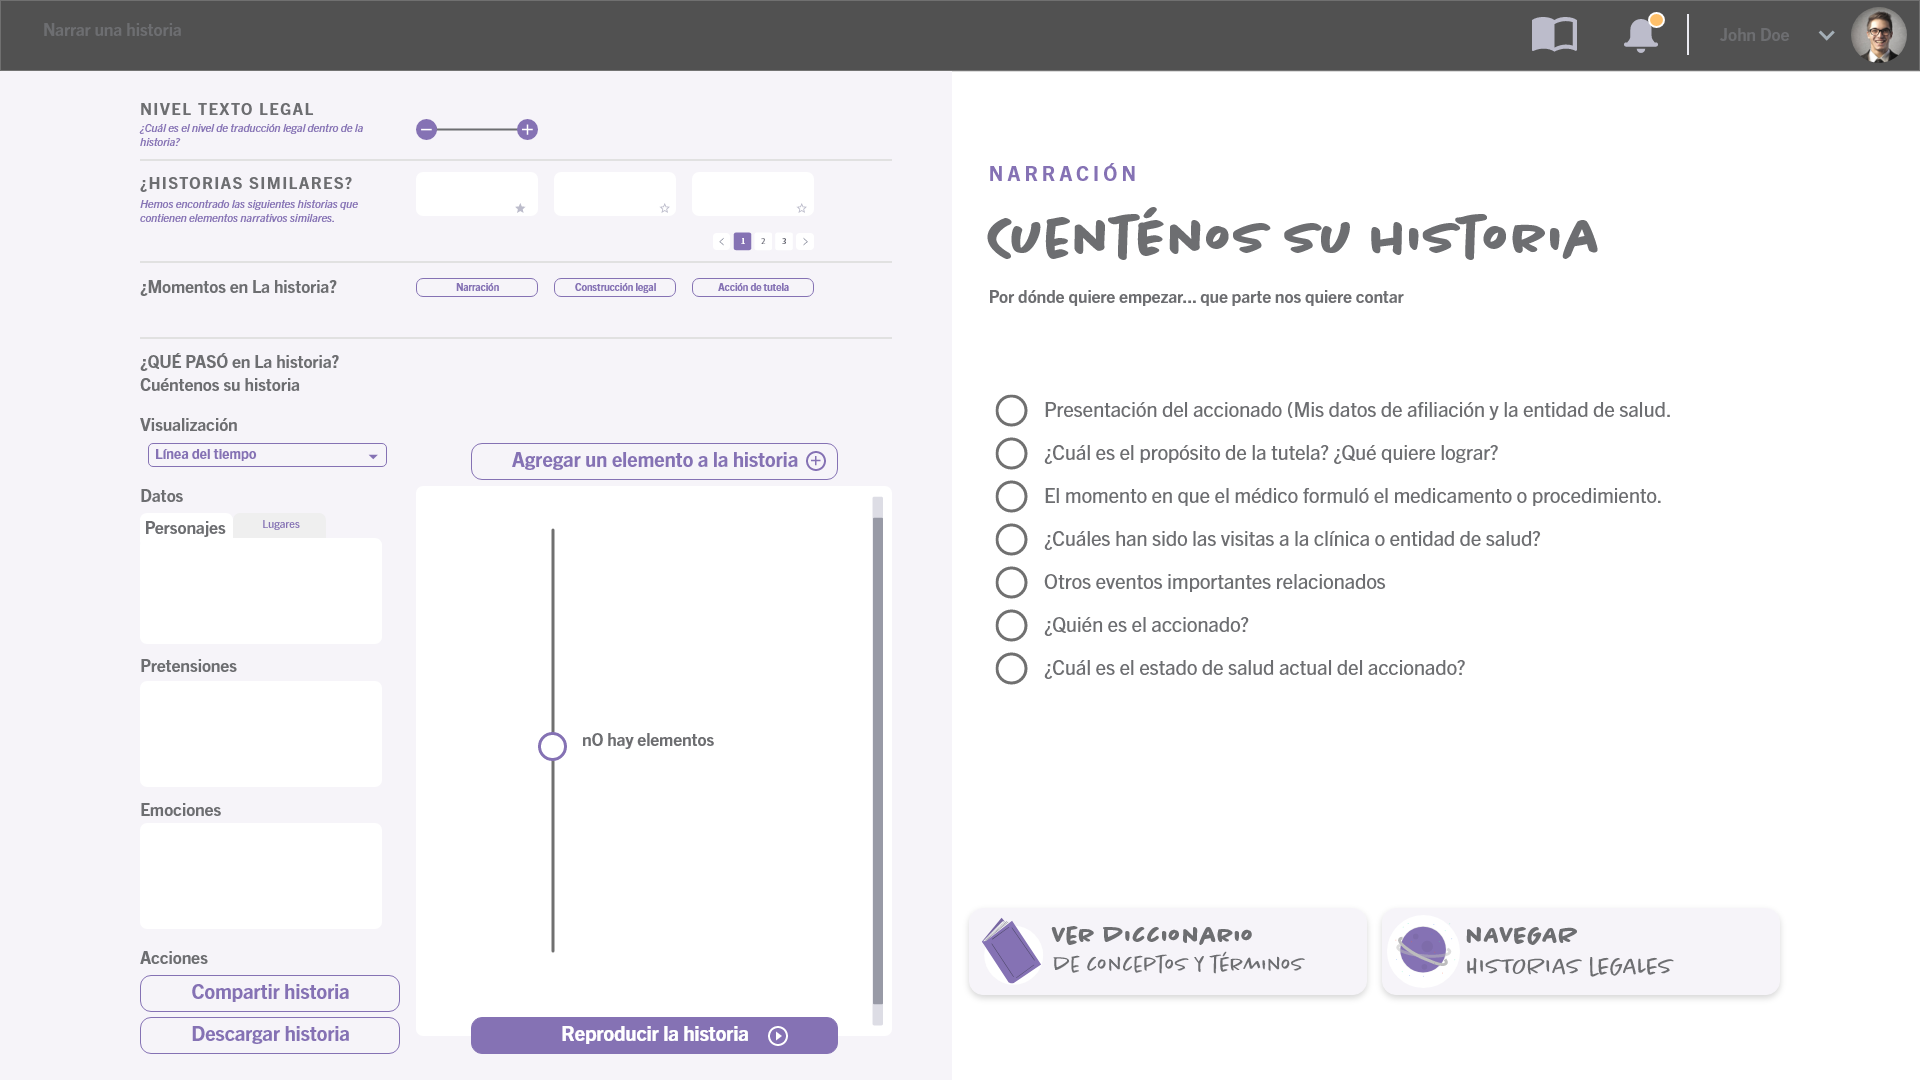 Narrar una historia
John Doe
NIVEL TEXTO LEGAL
¿Cuál es el nivel de traducción legal dentro de la
historia?
¿HISTORIAS SIMILARES?
Hemos encontrado las siguientes historias que
contienen elementos narrativos similares.
1 2 3
¿Momentos en La historia?
Narración
Construcción legal
Acción de tutela
¿QUÉ PASÓ en La historia?
Cuéntenos su historia
Visualización
Línea del tiempo
Datos
Personajes
Lugares
Pretensiones
Emociones
Acciones
Compartir historia
Descargar historia
Agregar un elemento a la historia
nO hay elementos
Reproducir la historia
NARRACIÓN
CUENTÉNOS SU HISTORIA
Por dónde quiere empezar... que parte nos quiere contar
Presentación del accionado (Mis datos de afiliación y la entidad de salud.
¿Cuál es el propósito de la tutela? ¿Qué quiere lograr?
El momento en que el médico formuló el medicamento o procedimiento.
¿Cuáles han sido las visitas a la clínica o entidad de salud?
Otros eventos importantes relacionados
¿Quién es el accionado?
¿Cuál es el estado de salud actual del accionado?
VER DICCIONARIO
DE CONCEPTOS Y TÉRMINOS
NAVEGAR
HISTORIAS LEGALES